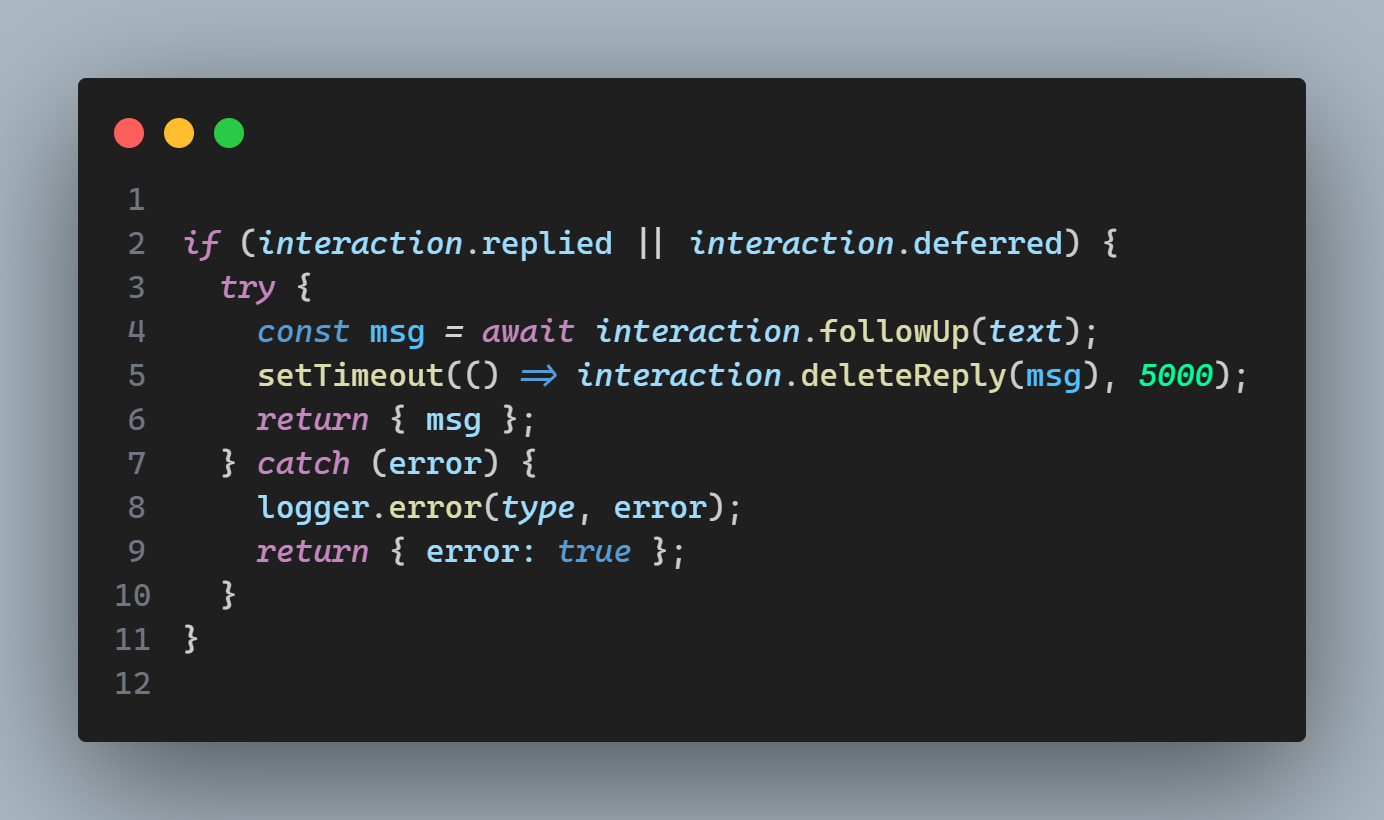 1
2 if (interaction.replied || interaction.deferred) {
3 try {
4 const msg = await interaction.followUp(text);
5 setTimeout(() => interaction.deleteReply(msg), 5000);
6 return { msg };
7 } catch (error) {
8 logger.error(type, error);
9 return { error: true };
10 }
11 }
12